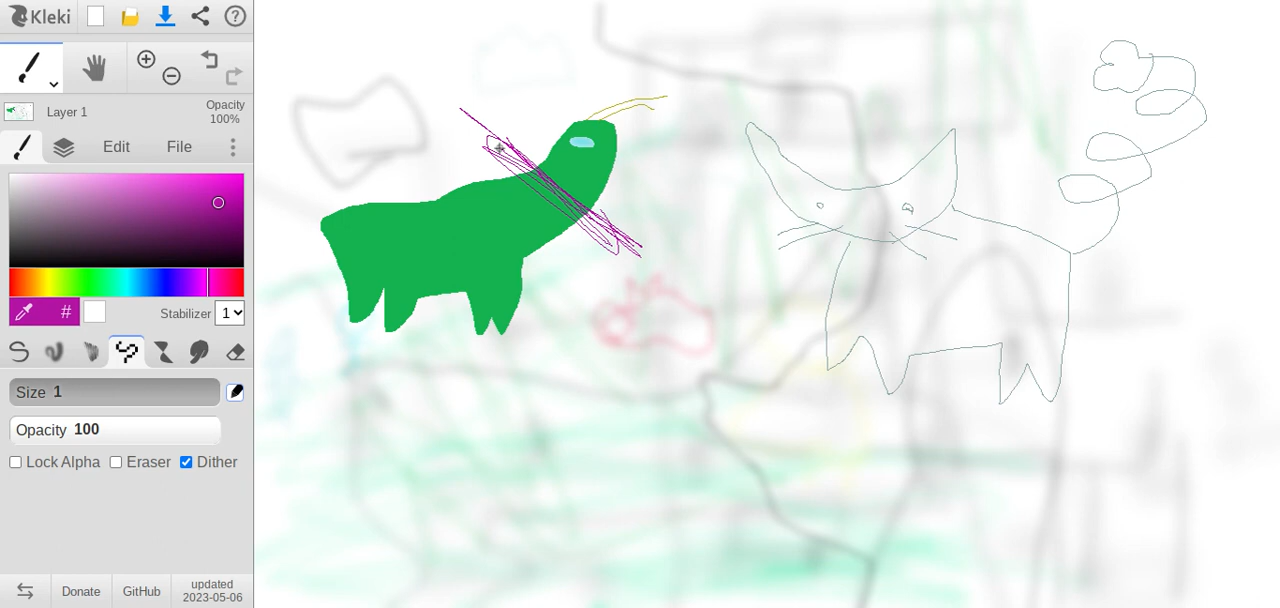 Kleki
Layer 1
Opacity
100%
Edit
File
#
Stabilizer 1
Size 1
Opacity 100
Lock Alpha
Eraser
Dither
Donate
GitHub
updated
2023-05-06